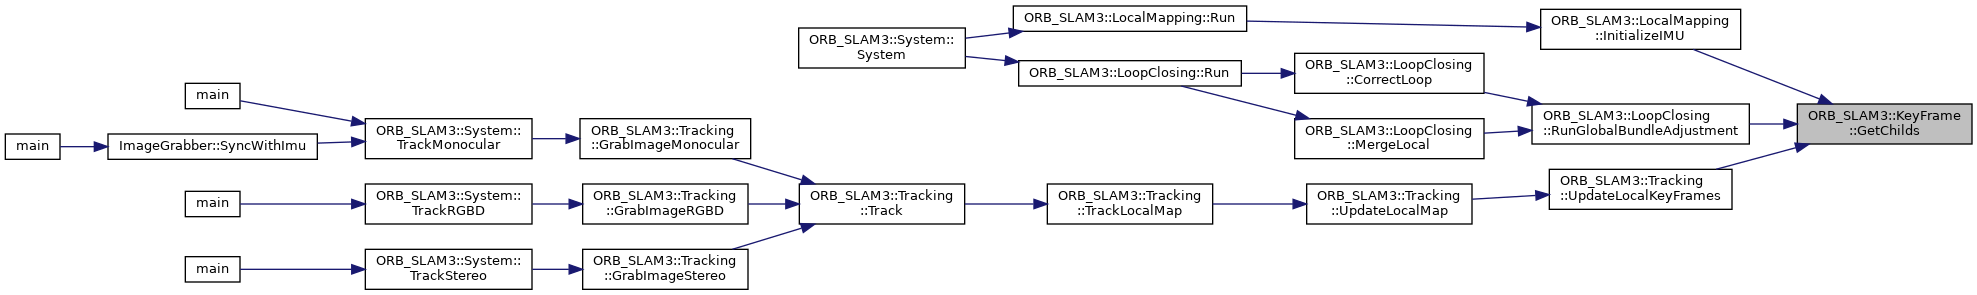 ORB_SLAM3::LocalMapping::Run
ORB_SLAM3::LocalMapping
::InitializeIMU
ORB_SLAM3::System::
System
ORB_SLAM3::LoopClosing::Run
ORB_SLAM3::LoopClosing
::CorrectLoop
main
ORB_SLAM3::KeyFrame
::GetChilds
ORB_SLAM3::LoopClosing
::RunGlobalBundleAdjustment
ORB_SLAM3::LoopClosing
::MergeLocal
ORB_SLAM3::System::
TrackMonocular
ORB_SLAM3::Tracking
::GrabImageMonocular
main
ImageGrabber::SyncWithImu
ORB_SLAM3::Tracking
::UpdateLocalKeyFrames
main
ORB_SLAM3::System::
TrackRGBD
ORB_SLAM3::Tracking
::GrabImageRGBD
ORB_SLAM3::Tracking
::Track
ORB_SLAM3::Tracking
::TrackLocalMap
ORB_SLAM3::Tracking
::UpdateLocalMap
main
ORB_SLAM3::System::
TrackStereo
ORB_SLAM3::Tracking
::GrabImageStereo